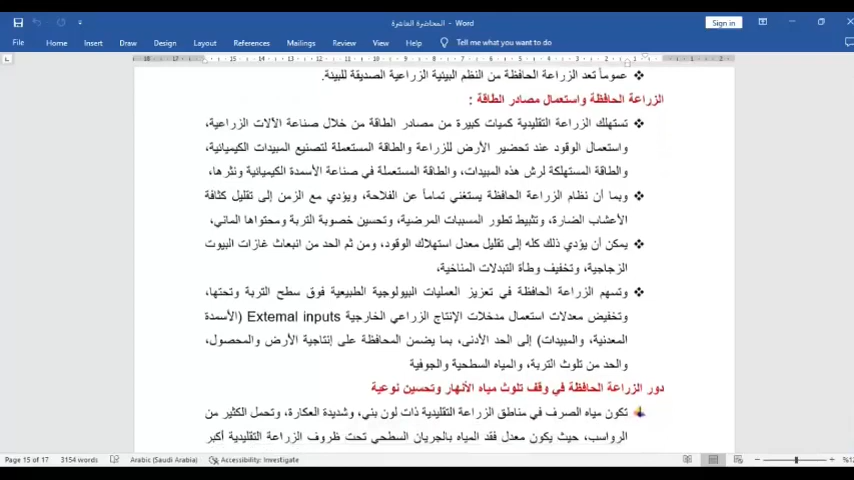 المحاضرة العاشرة - Word
Sign in
File Home Insert Draw Design Layout References Mailings Review View Help Tell me what you want to do
عموماً تعد الزراعة الحافظة من النظم البيئية الزراعية الصديقة للبيئة.
الزراعة الحافظة واستعمال مصادر الطاقة :
تستهلك الزراعة التقليدية كميات كبيرة من مصادر الطاقة من خلال صناعة الآلات الزراعية،
واستعمال الوقود عند تحضير الأرض للزراعة والطاقة المستعملة لتصنيع المبيدات الكيميائية،
والطاقة المستهلكة لرش هذه المبيدات، والطاقة المستعملة في صناعة الأسمدة الكيميائية ونثرها،
وبما أن نظام الزراعة الحافظة يستغني تماماً عن الفلاحة، ويؤدي مع الزمن إلى تقليل كثافة
الأعشاب الضارة، وتثبيط تطور المسببات المرضية، وتحسين خصوبة التربة ومحتواها المائي،
يمكن أن يؤدي ذلك كله إلى تقليل معدل استهلاك الوقود، ومن ثم الحد من انبعاث غازات البيوت
الزجاجية، وتخفيف وطأة التبدلات المناخية،
وتسهم الزراعة الحافظة في تعزيز العمليات البيولوجية الطبيعية فوق سطح التربة وتحتها،
وتخفيض معدلات استعمال مدخلات الإنتاج الزراعي الخارجية External inputs (الأسمدة
المعدنية، والمبيدات) إلى الحد الأدنى، بما يضمن المحافظة على إنتاجية الأرض والمحصول،
والحد من تلوث التربة، والمياه السطحية والجوفية
دور الزراعة الحافظة في وقف تلوث مياه الأنهار وتحسين نوعية
تكون مياه الصرف في مناطق الزراعة التقليدية ذات لون بني، وشديدة العكارة، وتحمل الكثير من
الرواسب، حيث يكون معدل فقد المياه بالجريان السطحي تحت ظروف الزراعة التقليدية أكبر
Page 15 of 17 3154 words Arabic (Saudi Arabia) Accessibility: Investigate